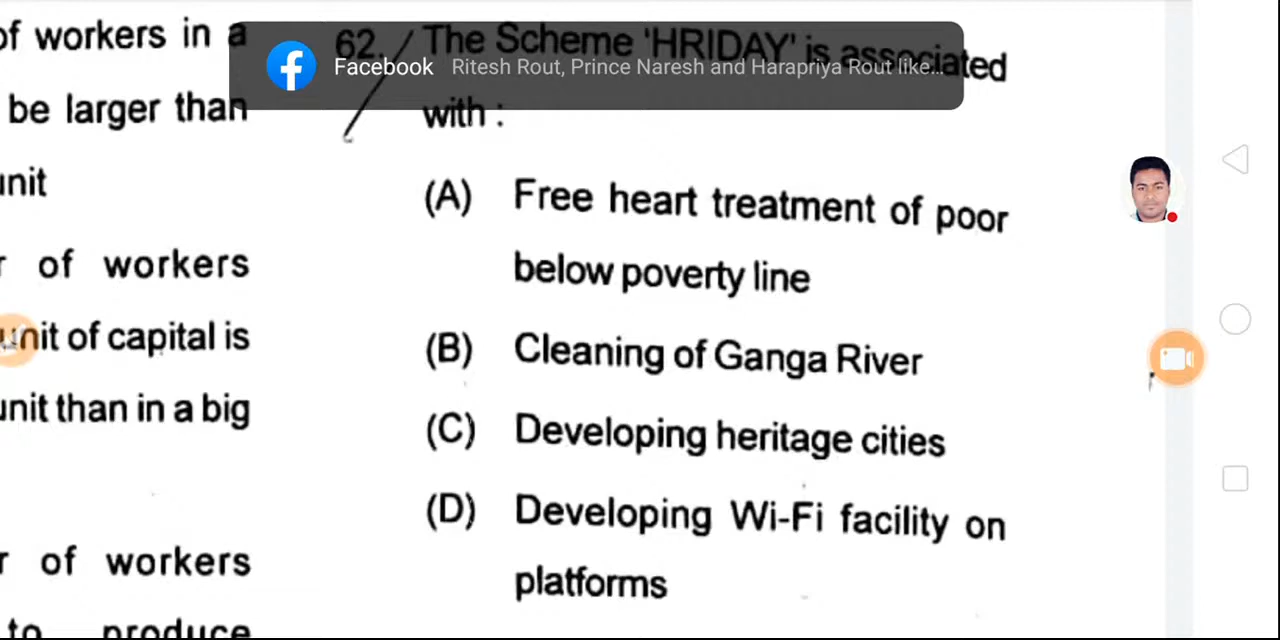 of workers in a
be larger than
unit
r of workers
unit of capital is
unit than in a big
r of workers
to produce
62. The Scheme 'HRIDAY' is associated
with :
Facebook Ritesh Rout, Prince Naresh and Harapriya Rout like...
(A) Free heart treatment of poor
below poverty line
(B) Cleaning of Ganga River
(C) Developing heritage cities
(D) Developing Wi-Fi facility on
platforms